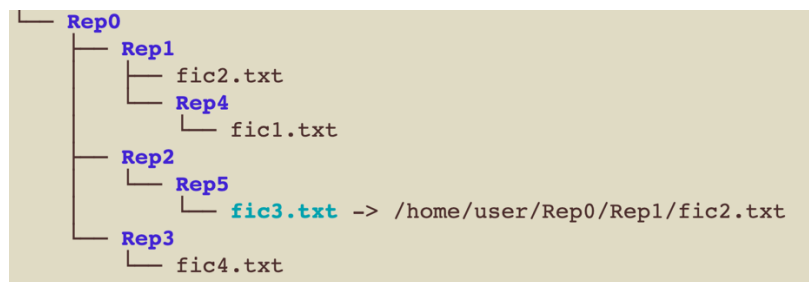 └── Rep0
    ├── Rep1
    │   ├── fic2.txt
    │   └── Rep4
    │       └── fic1.txt
    ├── Rep2
    │   └── Rep5
    │       └── fic3.txt -> /home/user/Rep0/Rep1/fic2.txt
    └── Rep3
        └── fic4.txt